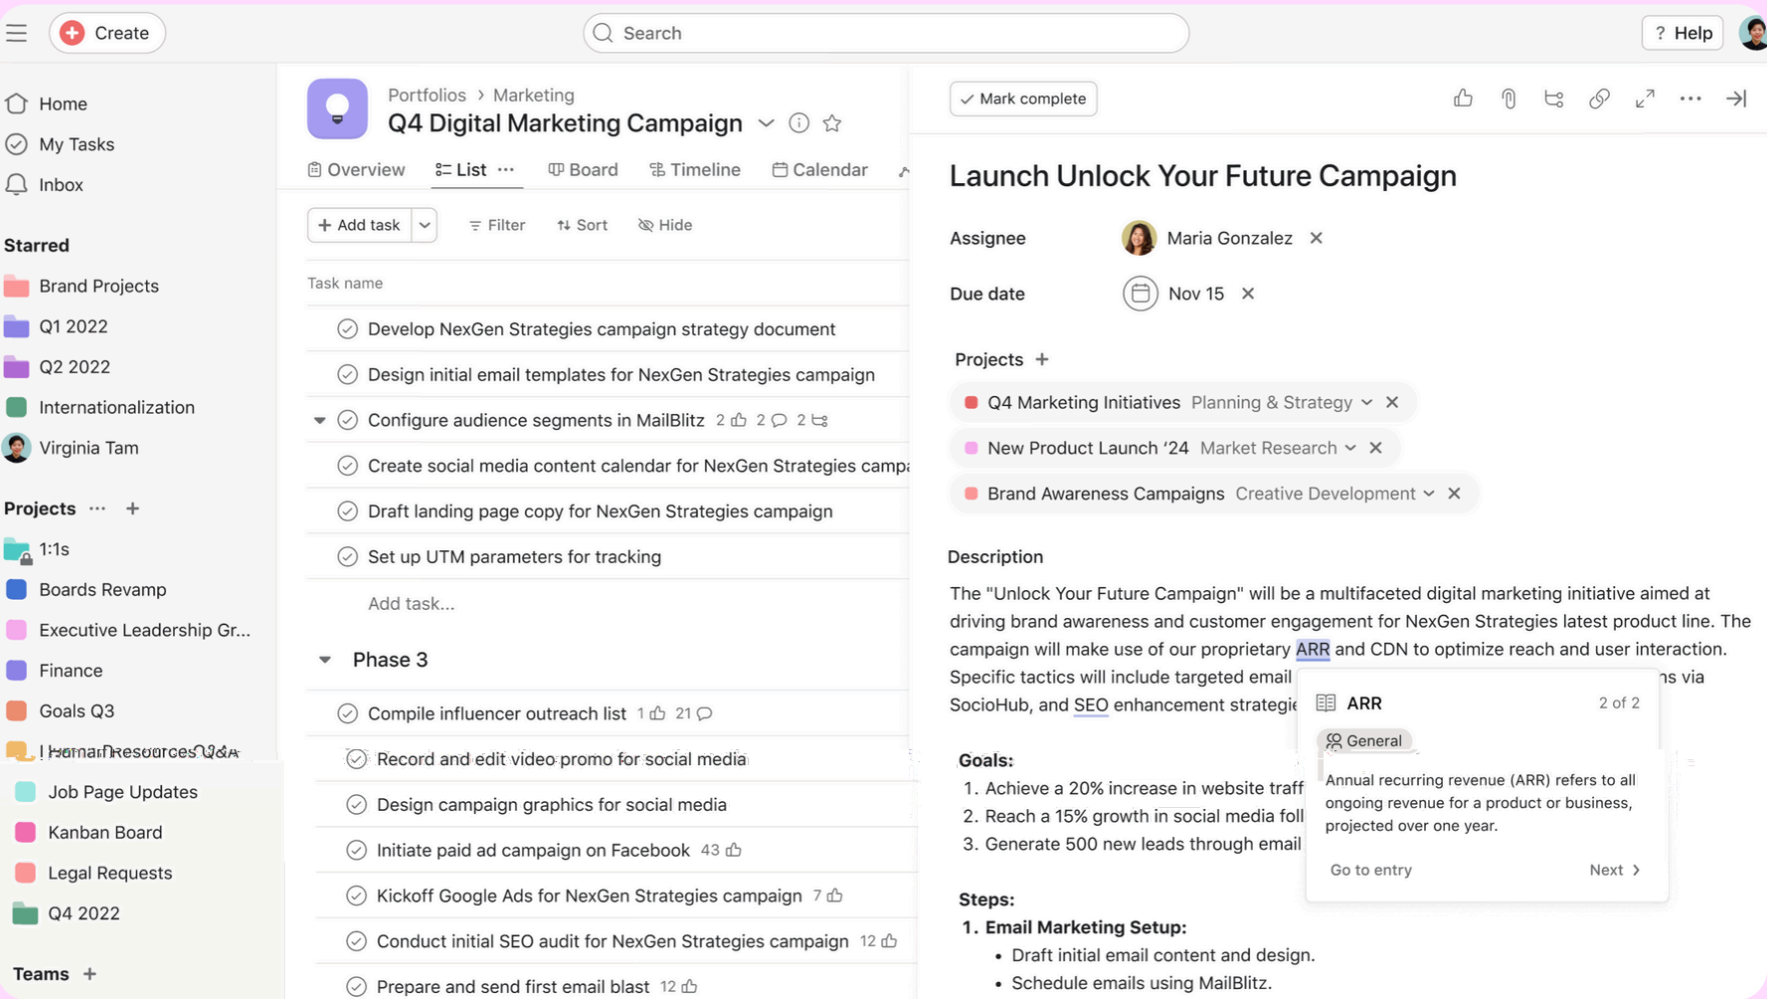 Create
Search
? Help
Home
My Tasks
Inbox
Starred
Brand Projects
Q1 2022
Q2 2022
Internationalization
Virginia Tam
Projects ... +
1:1s
Boards Revamp
Executive Leadership Gr...
Finance
Goals Q3
Job Page Updates
Kanban Board
Legal Requests
Q4 2022
Teams +
Portfolios › Marketing
Q4 Digital Marketing Campaign
Overview List ... Board Timeline Calendar
+ Add task Filter Sort Hide
Task name
Develop NexGen Strategies campaign strategy document
Design initial email templates for NexGen Strategies campaign
Configure audience segments in MailBlitz 2 2 2
Create social media content calendar for NexGen Strategies campa
Draft landing page copy for NexGen Strategies campaign
Set up UTM parameters for tracking
Add task...
Phase 3
Compile influencer outreach list 1 21
Record and edit video promo for social media
Design campaign graphics for social media
Initiate paid ad campaign on Facebook 43
Kickoff Google Ads for NexGen Strategies campaign 7
Conduct initial SEO audit for NexGen Strategies campaign 12
Prepare and send first email blast 12
Mark complete
Launch Unlock Your Future Campaign
Assignee Maria Gonzalez ×
Due date Nov 15 ×
Projects +
Q4 Marketing Initiatives Planning & Strategy ×
New Product Launch ‘24 Market Research ×
Brand Awareness Campaigns Creative Development ×
Description
The "Unlock Your Future Campaign" will be a multifaceted digital marketing initiative aimed at
driving brand awareness and customer engagement for NexGen Strategies latest product line. The
campaign will make use of our proprietary ARR and CDN to optimize reach and user interaction.
Specific tactics will include targeted email ns via
SocioHub, and SEO enhancement strategie
Goals:
1. Achieve a 20% increase in website traff
2. Reach a 15% growth in social media foll
3. Generate 500 new leads through email
Steps:
1. Email Marketing Setup:
• Draft initial email content and design.
• Schedule emails using MailBlitz.
ARR 2 of 2
General
Annual recurring revenue (ARR) refers to all
ongoing revenue for a product or business,
projected over one year.
Go to entry Next